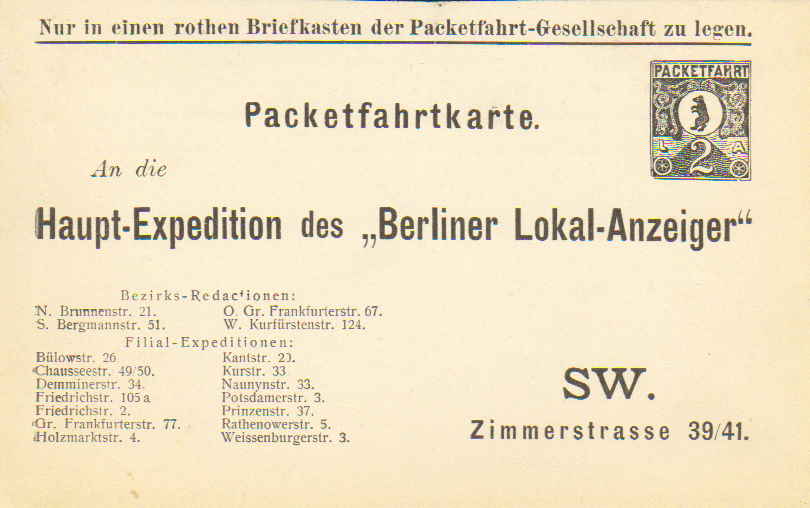 Nur in einen rothen Briefkasten der Packetfahrt-Gesellschaft zu legen.
PACKETFAHRT
L 2 A
Packetfahrtkarte.
An die
Haupt-Expedition des „Berliner Lokal-Anzeiger“
Bezirks-Redactionen:
N. Brunnenstr. 21. O. Gr. Frankfurterstr. 67.
S. Bergmannstr. 51. W. Kurfürstenstr. 124.
Filial-Expeditionen:
Bülowstr. 26 Kantstr. 20.
Chausseestr. 49/50. Kurstr. 33
Demminerstr. 34. Naunynstr. 33.
Friedrichstr. 105a Potsdamerstr. 3.
Friedrichstr. 2. Prinzenstr. 37.
Gr. Frankfurterstr. 77. Rathenowerstr. 5.
Holzmarktstr. 4. Weissenburgerstr. 3.
SW.
Zimmerstrasse 39/41.